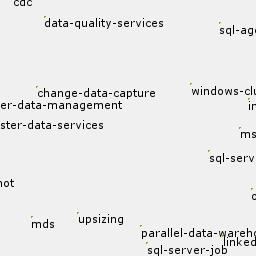 cdc
data-quality-services
sql-ag
change-data-capture
windows-clu
er-data-management
in
ster-data-services
ms
sql-serv
not
mds
upsizing
parallel-data-wareho
linked
sql-server-job